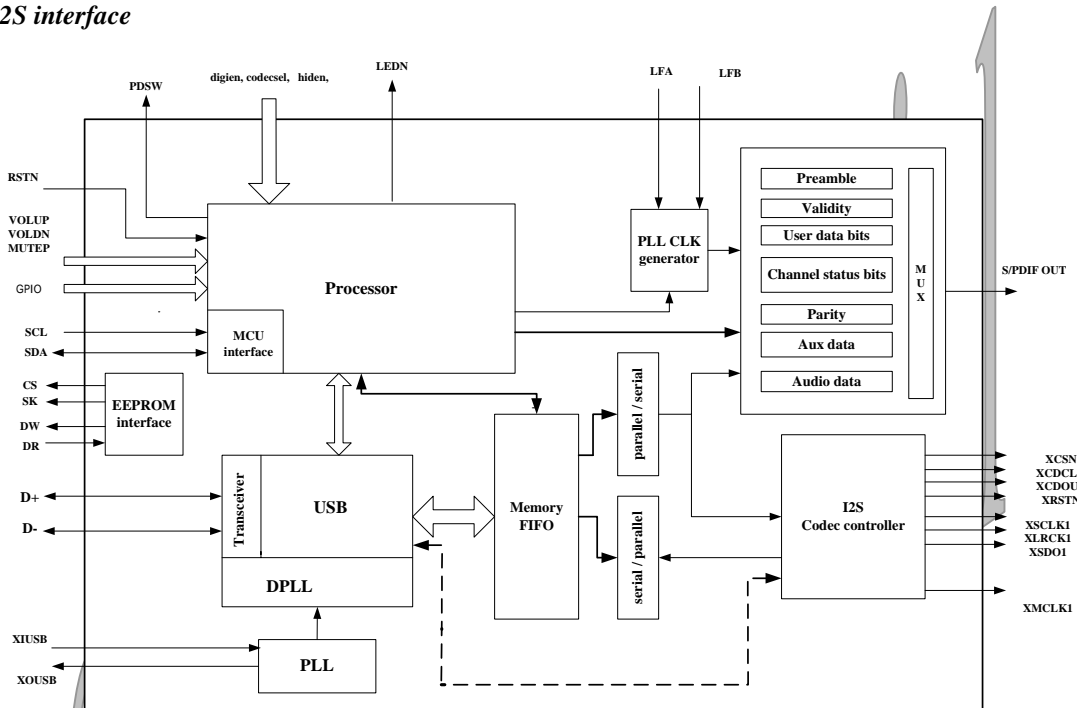 2S interface
PDSW
digien, codecsel, hiden,
LEDN
LFA
LFB
RSTN
VOLUP
VOLDN
MUTEP
GPIO
SCL
SDA
CS
SK
DW
DR
D+
D-
XIUSB
XOUSB
Processor
MCU
interface
EEPROM
interface
Transceiver
USB
DPLL
PLL
Memory
FIFO
parallel / serial
serial / parallel
PLL CLK
generator
Preamble
Validity
User data bits
Channel status bits
Parity
Aux data
Audio data
M
U
X
S/PDIF OUT
I2S
Codec controller
XCSN
XCDCL
XCDOU
XRSTN
XSCLK1
XLRCK1
XSDO1
XMCLK1